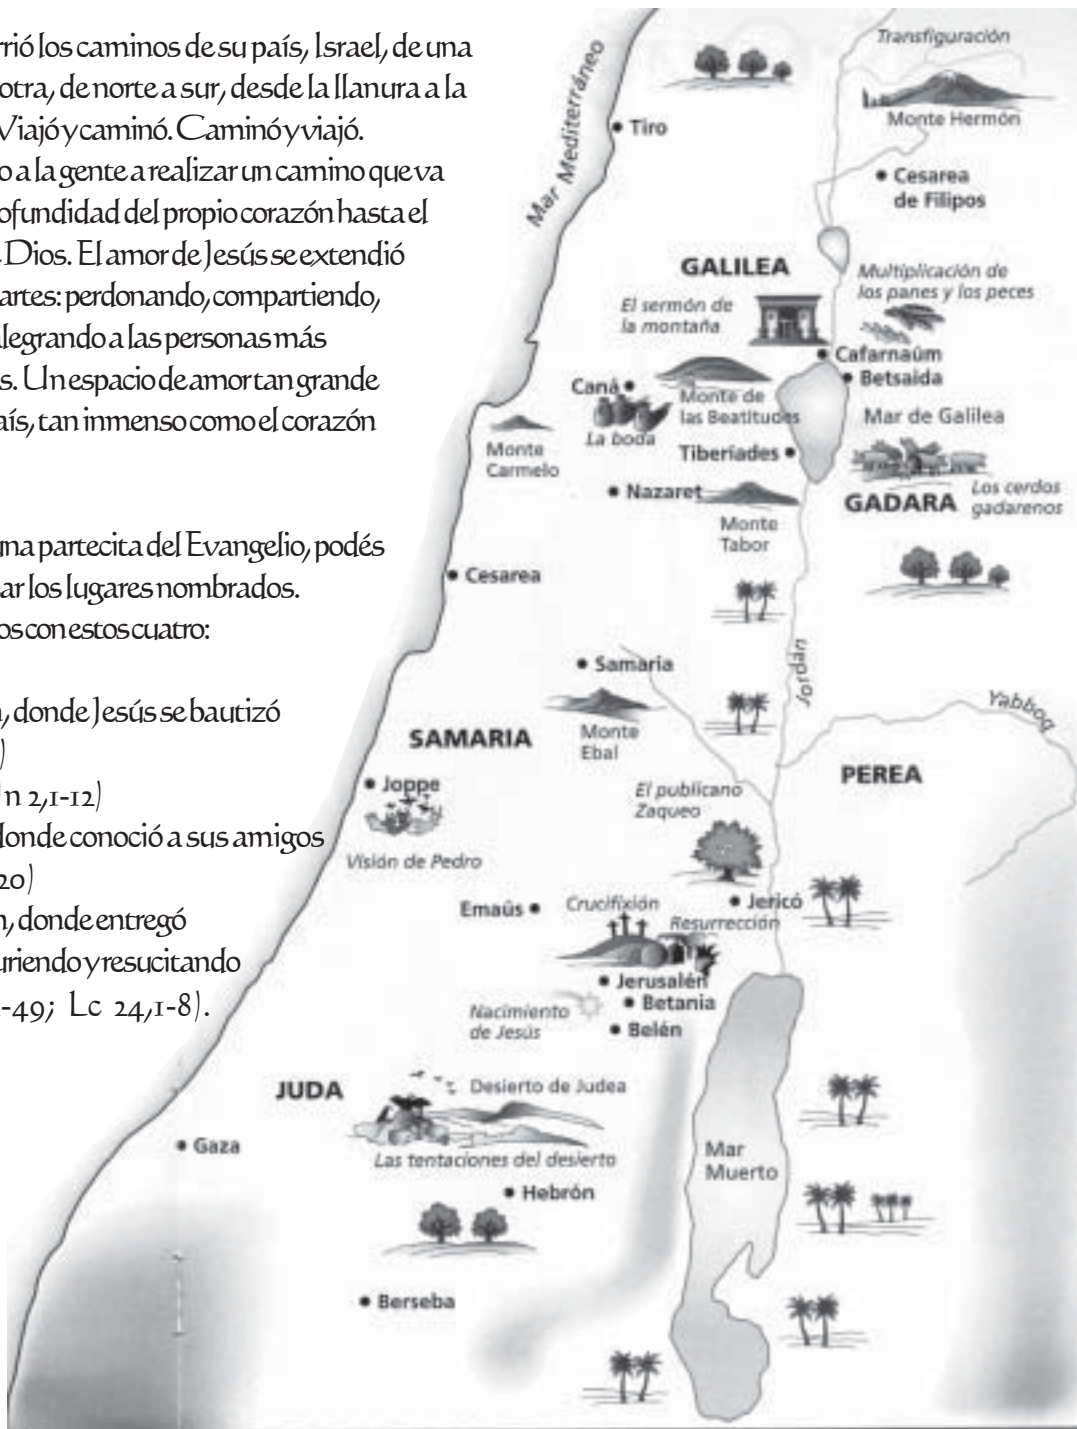 rrió los caminos de su país, Israel, de una
otra, de norte a sur, desde la llanura a la
Viajó y caminó. Caminó y viajó.
o a la gente a realizar un camino que va
ofundidad del propio corazón hasta el
Dios. El amor de Jesús se extendió
artes: perdonando, compartiendo,
legrando a las personas más
s. Un espacio de amor tan grande
aís, tan inmenso como el corazón
una partecita del Evangelio, podés
ar los lugares nombrados.
os con estos cuatro:
, donde Jesús se bautizó
)
Jn 2,1-12)
donde conoció a sus amigos
20)
n, donde entregó
uriendo y resucitando
-49; Lc 24,1-8).
Mar Mediterráneo
Transfiguración
Monte Hermón
Tiro
Cesarea
de Filipos
GALILEA
Multiplicación de
los panes y los peces
El sermón de
la montaña
Cafarnaúm
Betsaida
Caná
Monte de
las Beatitudes
Mar de Galilea
La boda
Monte
Carmelo
Tiberíades
Nazaret
GADARA
Los cerdos
gadarenos
Monte
Tabor
Cesarea
Samaria
Jordán
Yabboq
SAMARIA
Monte
Ebal
PEREA
Joppe
El publicano
Zaqueo
Visión de Pedro
Emaús
Crucifixión
Jericó
Resurrección
Jerusalén
Betania
Nacimiento
de Jesús
Belén
JUDA
Desierto de Judea
Gaza
Las tentaciones del desierto
Mar
Muerto
Hebrón
Berseba